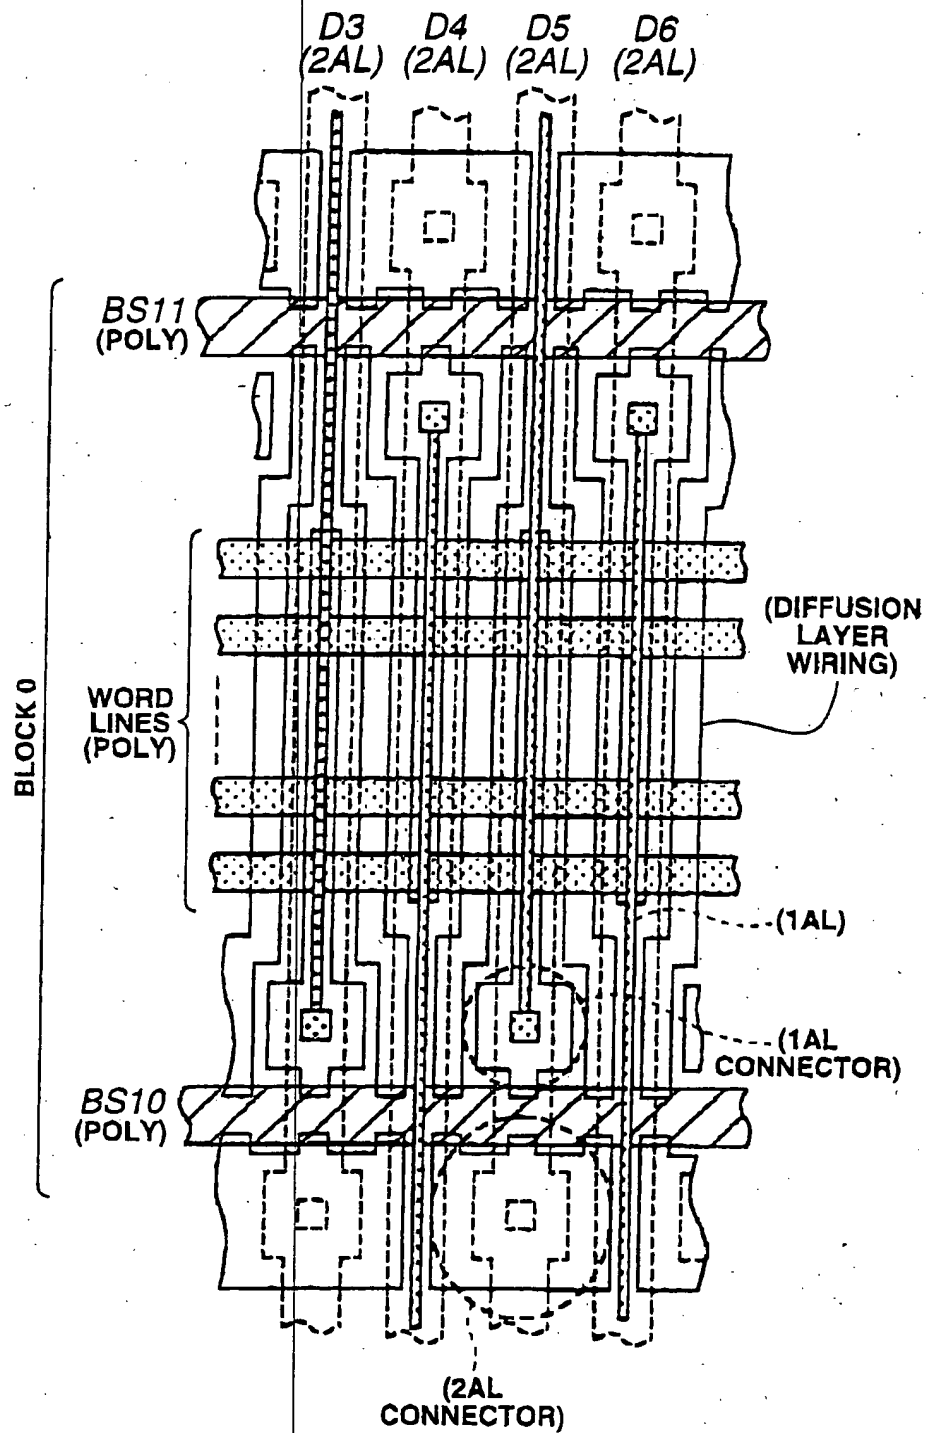 D3 D4 D5 D6
(2AL) (2AL) (2AL) (2AL)
BS11
(POLY)
(DIFFUSION
LAYER
WIRING)
BLOCK 0
WORD
LINES
(POLY)
(1AL)
(1AL
CONNECTOR)
BS10
(POLY)
(2AL
CONNECTOR)